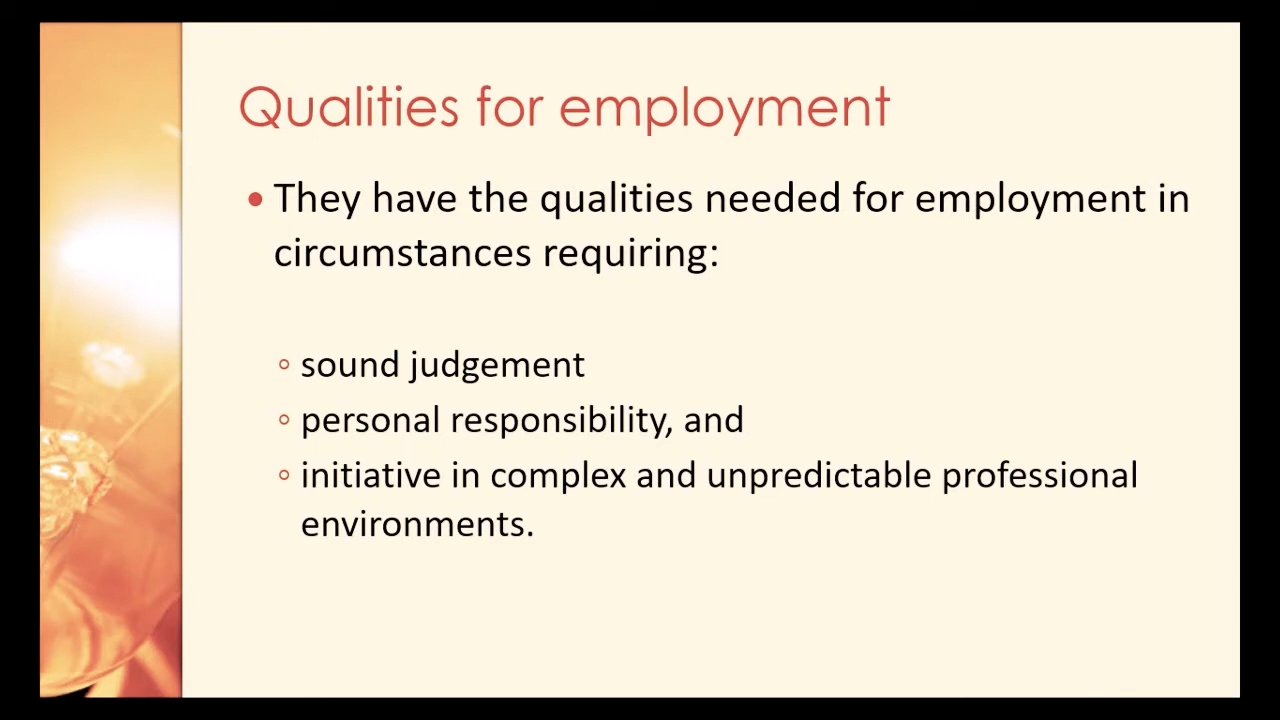 Qualities for employment
• They have the qualities needed for employment in
circumstances requiring:
◦ sound judgement
◦ personal responsibility, and
◦ initiative in complex and unpredictable professional
environments.